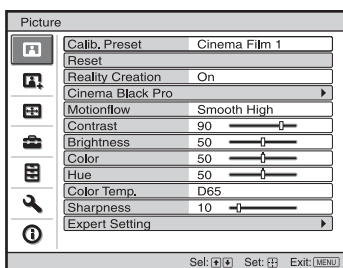 Picture
Calib. Preset Cinema Film 1
Reset
Reality Creation On
Cinema Black Pro
Motionflow Smooth High
Contrast 90
Brightness 50
Color 50
Hue 50
Color Temp. D65
Sharpness 10
Expert Setting
Sel: Set: Exit: MENU